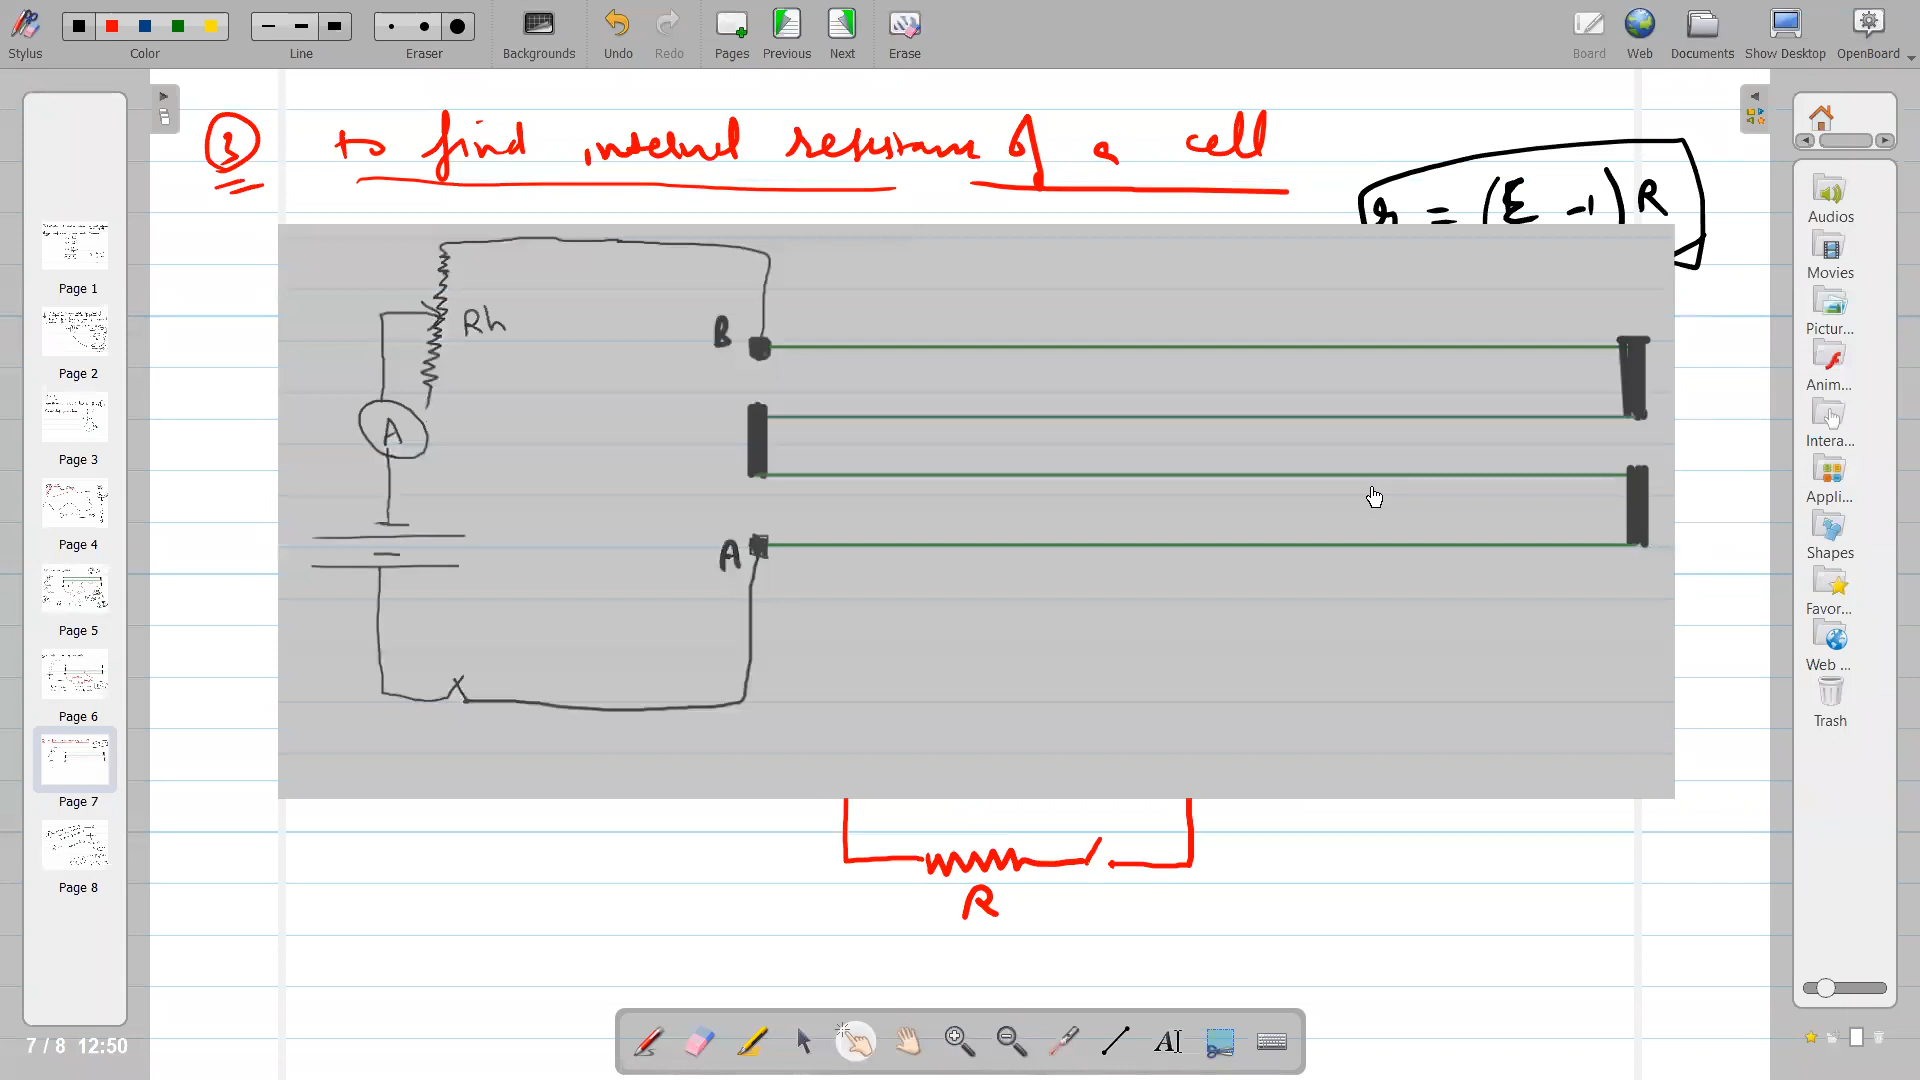 Stylus Color Line Eraser Backgrounds Undo Redo Pages Previous Next Erase Board Web Documents Show Desktop OpenBoard
③ to find internal resistance of a cell
r = (ε -1) R
Rh
B
A
A
R
Page 1
Page 2
Page 3
Page 4
Page 5
Page 6
Page 7
Page 8
7 / 8 12:50
Audios
Movies
Pictur...
Anim...
Intera...
Appli...
Shapes
Favor...
Web ...
Trash